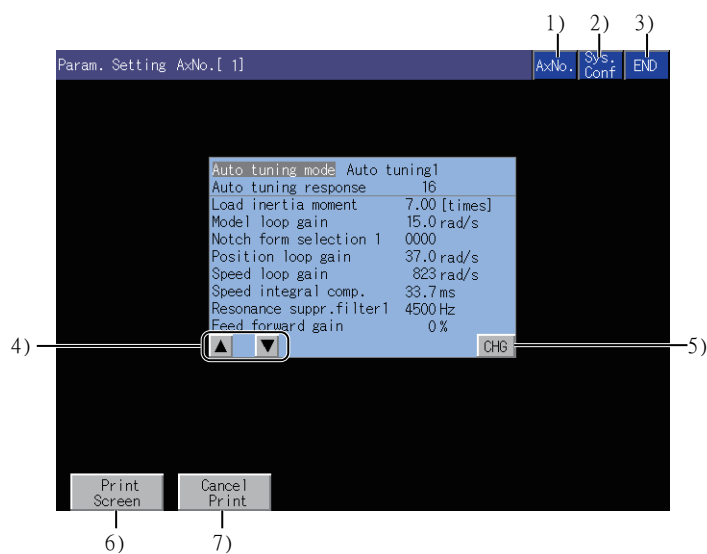 1) 2) 3)
Param. Setting AxNo.[ 1] AxNo. Sys. Conf END
Auto tuning mode Auto tuning1
Auto tuning response 16
Load inertia moment 7.00 [times]
Model loop gain 15.0 rad/s
Notch form selection 1 0000
Position loop gain 37.0 rad/s
Speed loop gain 823 rad/s
Speed integral comp. 33.7 ms
Resonance suppr.filter1 4500 Hz
Feed forward gain 0 %
4) ▲ ▼ CHG 5)
Print Screen
Cancel Print
6) 7)